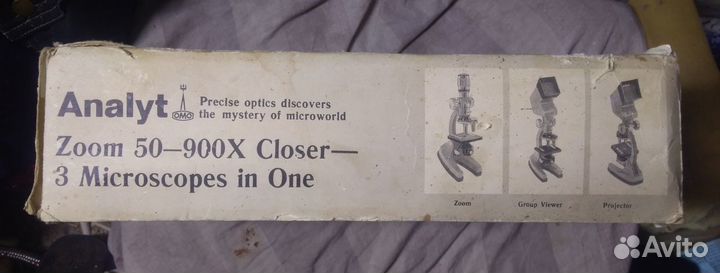 Analyt
OMO
Precise optics discovers
the mystery of microworld
Zoom 50—900X Closer—
3 Microscopes in One
Zoom
Group Viewer
Projector
Avito